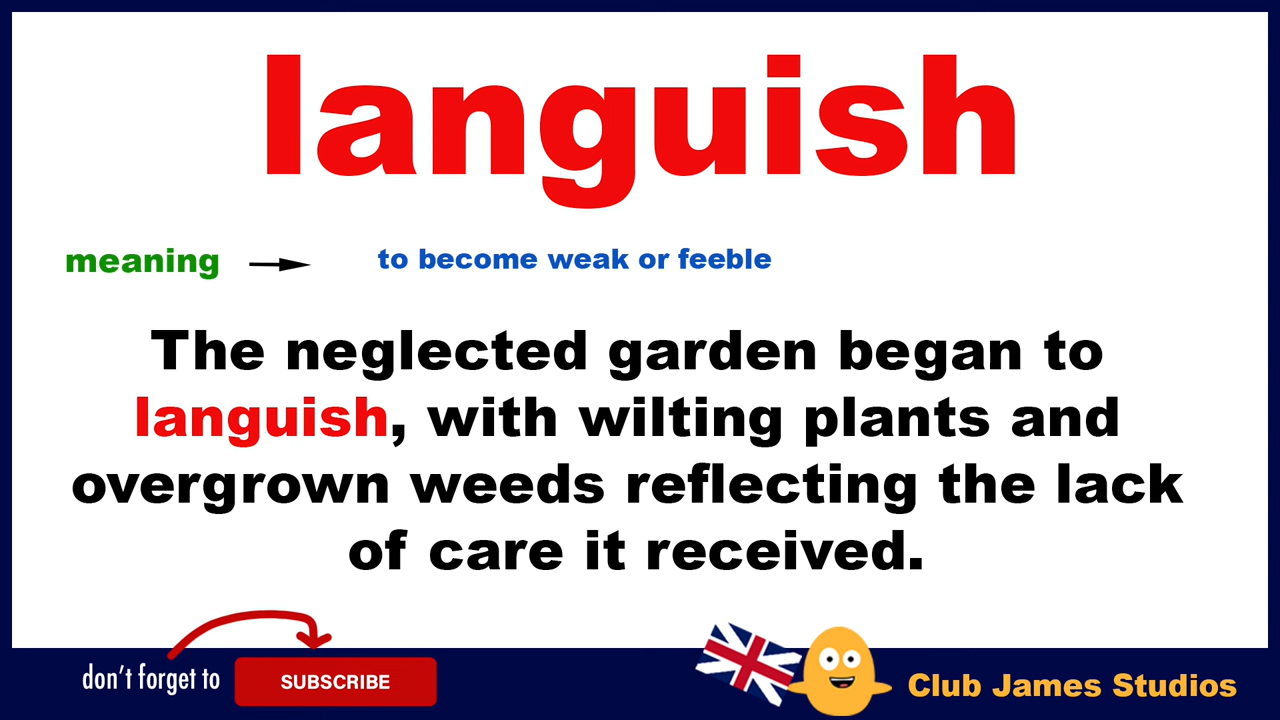 languish
meaning
to become weak or feeble
The neglected garden began to
languish, with wilting plants and
overgrown weeds reflecting the lack
of care it received.
don't forget to
SUBSCRIBE
Club James Studios